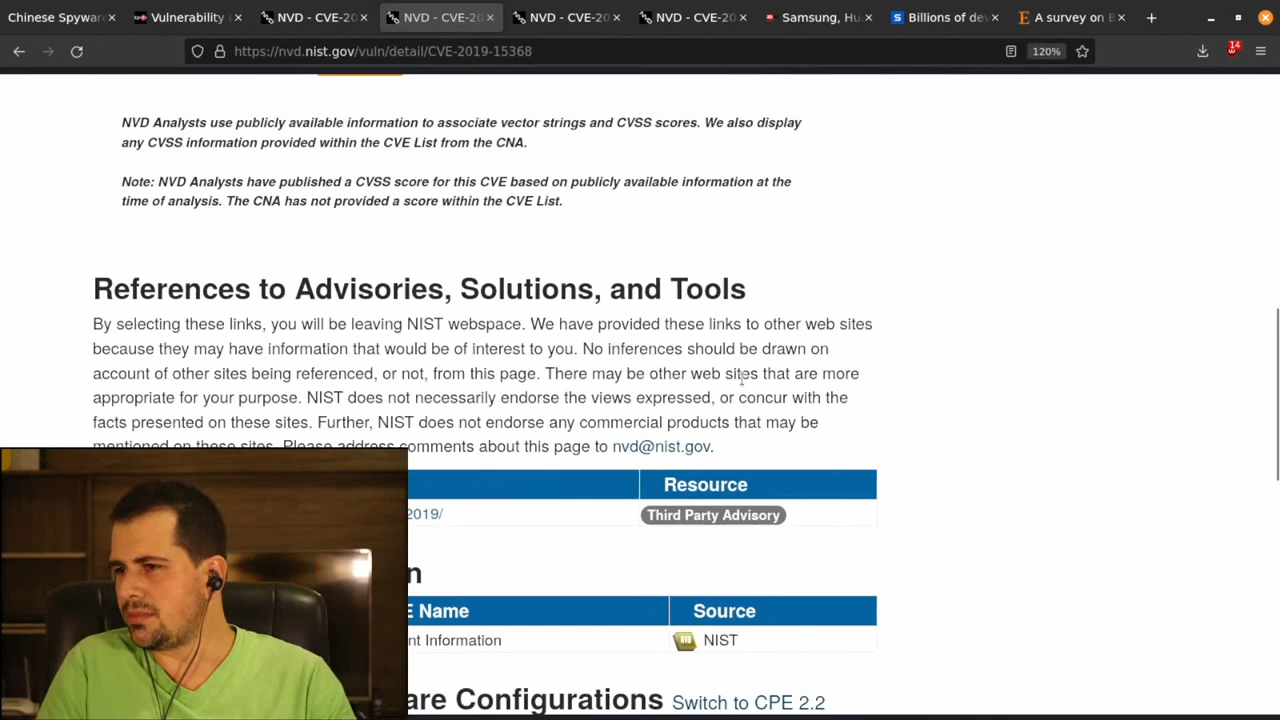 Chinese Spywar
Vulnerability
NVD - CVE-20
NVD - CVE-20
NVD - CVE-20
NVD - CVE-20
Samsung, Hu
Billions of dev
A survey on B
https://nvd.nist.gov/vuln/detail/CVE-2019-15368
120%
14
NVD Analysts use publicly available information to associate vector strings and CVSS scores. We also display
any CVSS information provided within the CVE List from the CNA.
Note: NVD Analysts have published a CVSS score for this CVE based on publicly available information at the
time of analysis. The CNA has not provided a score within the CVE List.
References to Advisories, Solutions, and Tools
By selecting these links, you will be leaving NIST webspace. We have provided these links to other web sites
because they may have information that would be of interest to you. No inferences should be drawn on
account of other sites being referenced, or not, from this page. There may be other web sites that are more
appropriate for your purpose. NIST does not necessarily endorse the views expressed, or concur with the
facts presented on these sites. Further, NIST does not endorse any commercial products that may be
mentioned on these sites. Please address comments about this page to nvd@nist.gov.
Resource
2019/
Third Party Advisory
n
E Name
Source
nt Information
NIST
are Configurations Switch to CPE 2.2